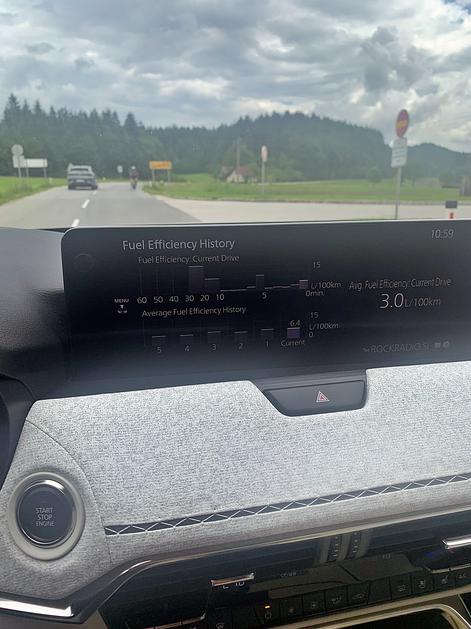 10:59
Fuel Efficiency History
Fuel Efficiency: Current Drive
15
MENU 60 50 40 30 20 10 5 0min.
L/100km
Avg. Fuel Efficiency: Current Drive
3.0L/100km
Average Fuel Efficiency History
6.4
15
L/100km
0
5 4 3 2 1 Current
ROCKRADIO.SI
START
STOP
ENGINE